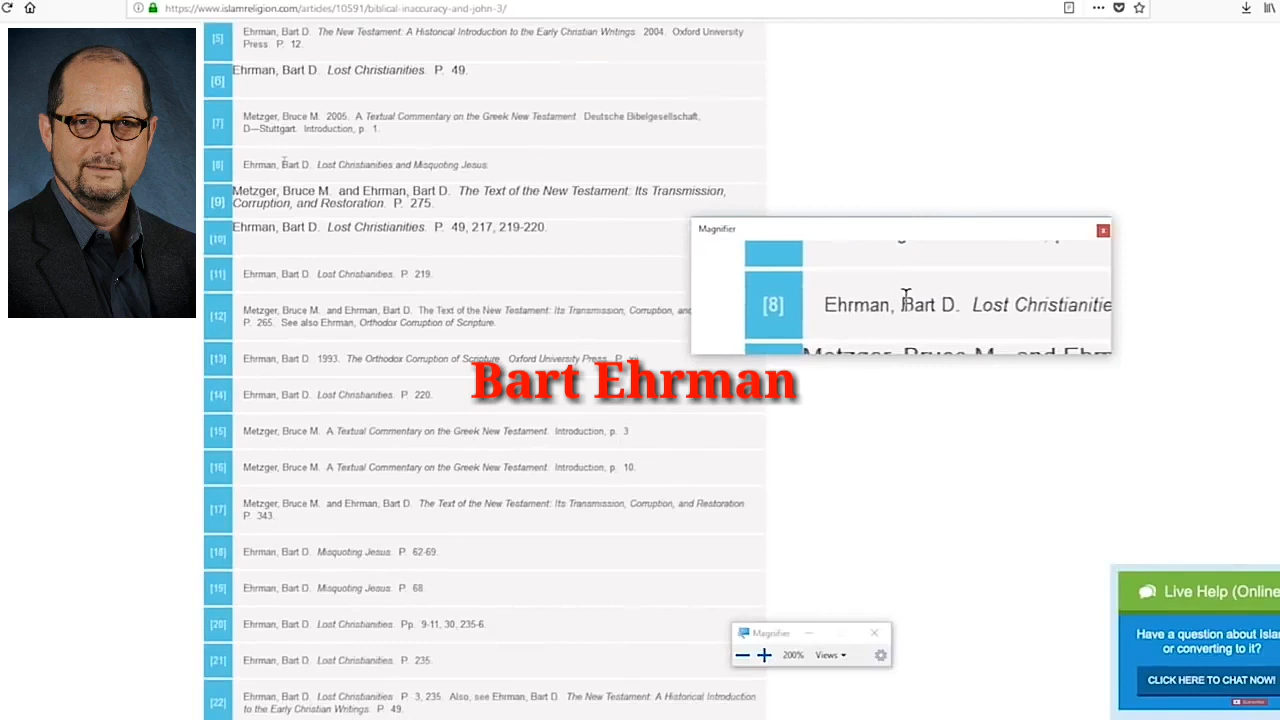 https://www.islamreligion.com/articles/10591/biblical-inaccuracy-and-john-3/
[5] Ehrman, Bart D. The New Testament: A Historical Introduction to the Early Christian Writings. 2004. Oxford University
Press P. 12.
[6] Ehrman, Bart D. Lost Christianities. P. 49.
[7] Metzger, Bruce M. 2005. A Textual Commentary on the Greek New Testament. Deutsche Bibelgesellschaft,
D—Stuttgart. Introduction, p. 1.
[8] Ehrman, Bart D. Lost Christianities and Misquoting Jesus.
[9] Metzger, Bruce M. and Ehrman, Bart D. The Text of the New Testament: Its Transmission,
Corruption, and Restoration. P. 275.
[10] Ehrman, Bart D. Lost Christianities. P. 49, 217, 219-220.
[11] Ehrman, Bart D. Lost Christianities. P. 219.
[12] Metzger, Bruce M. and Ehrman, Bart D. The Text of the New Testament: Its Transmission, Corruption, and
P. 265. See also Ehrman, Orthodox Corruption of Scripture.
[13] Ehrman, Bart D. 1993. The Orthodox Corruption of Scripture. Oxford University Press. P.
[14] Ehrman, Bart D. Lost Christianities. P. 220.
[15] Metzger, Bruce M. A Textual Commentary on the Greek New Testament. Introduction, p. 3
[16] Metzger, Bruce M. A Textual Commentary on the Greek New Testament. Introduction, p. 10.
[17] Metzger, Bruce M. and Ehrman, Bart D. The Text of the New Testament: Its Transmission, Corruption, and Restoration
P. 343.
[18] Ehrman, Bart D. Misquoting Jesus. P. 62-69.
[19] Ehrman, Bart D. Misquoting Jesus. P. 68.
[20] Ehrman, Bart D. Lost Christianities. Pp. 9-11, 30, 235-6.
[21] Ehrman, Bart D. Lost Christianities. P. 235.
[22] Ehrman, Bart D. Lost Christianities P. 3, 235. Also, see Ehrman, Bart D. The New Testament: A Historical Introduction
to the Early Christian Writings. P 49.
Magnifier
[8] Ehrman, Bart D. Lost Christianitie
Metzger, Bruce M. and Ehrm
Bart Ehrman
Magnifier
200% Views
Live Help (Online
Have a question about Isla
or converting to it?
CLICK HERE TO CHAT NOW!
Subscribe